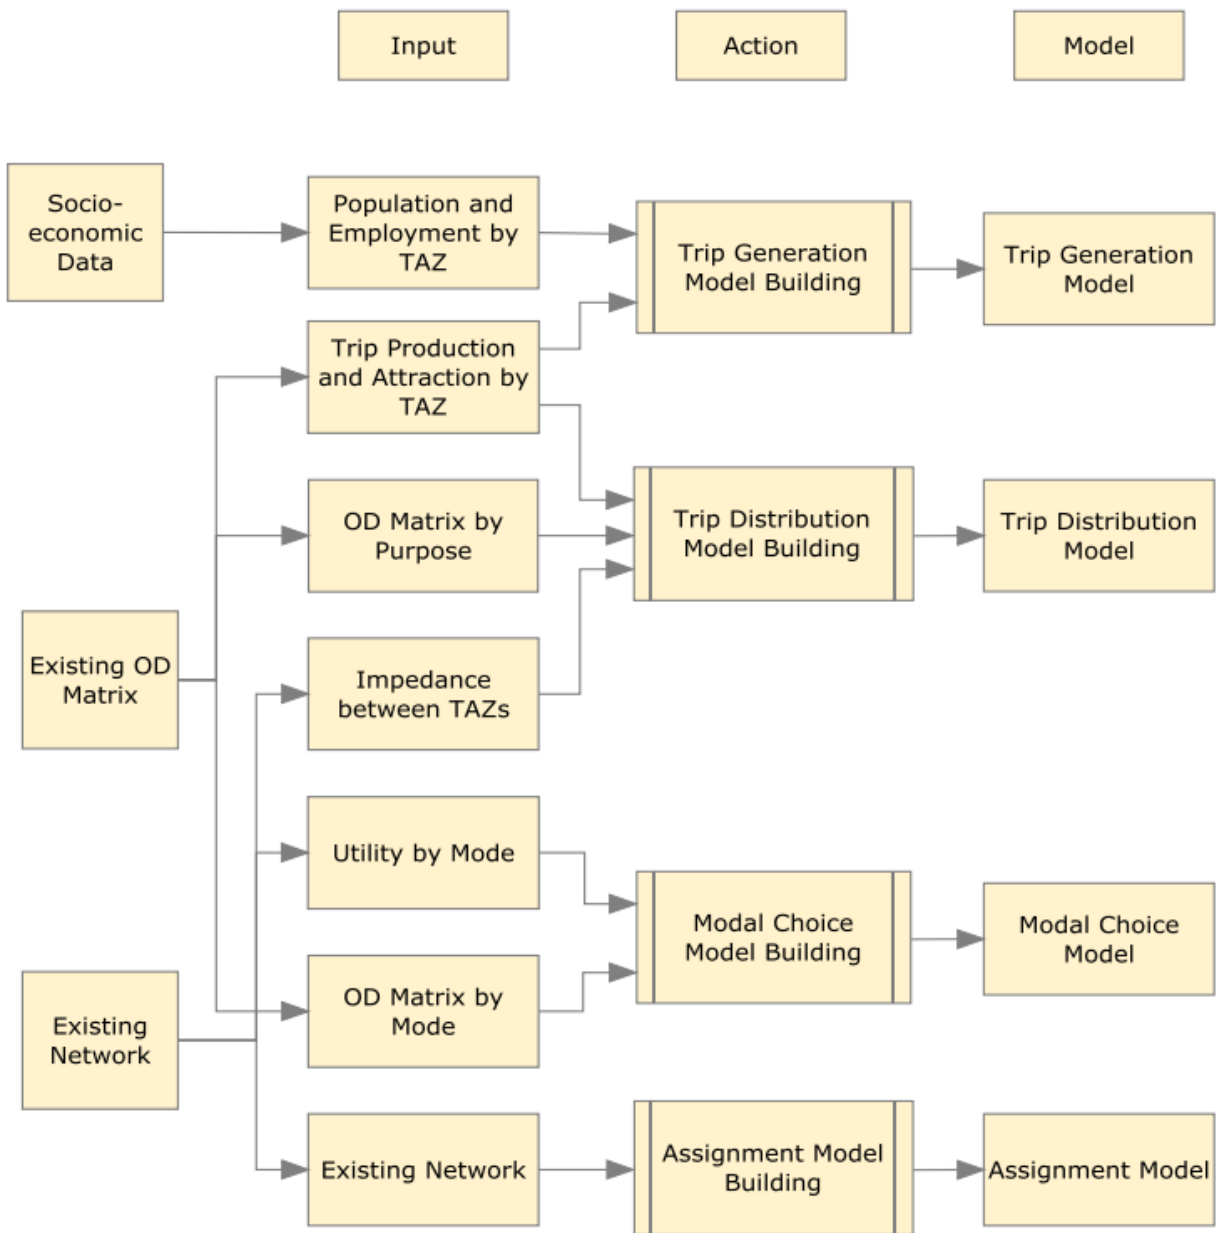 Input
Action
Model
Socio-
economic
Data
Population and
Employment by
TAZ
Trip Generation
Model Building
Trip Generation
Model
Trip Production
and Attraction by
TAZ
OD Matrix by
Purpose
Trip Distribution
Model Building
Trip Distribution
Model
Existing OD
Matrix
Impedance
between TAZs
Utility by Mode
Modal Choice
Model Building
Modal Choice
Model
OD Matrix by
Mode
Existing
Network
Existing Network
Assignment Model
Building
Assignment Model